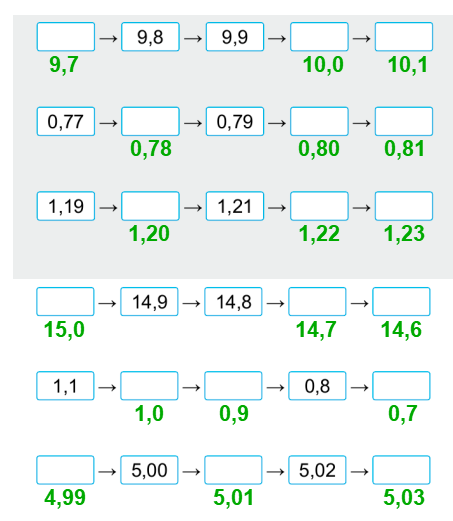 → 9,8 → 9,9 → →
9,7 10,0 10,1
0,77 → → 0,79 → →
0,78 0,80 0,81
1,19 → → 1,21 → →
1,20 1,22 1,23
→ 14,9 → 14,8 → →
15,0 14,7 14,6
1,1 → → → 0,8 →
1,0 0,9 0,7
→ 5,00 → → 5,02 →
4,99 5,01 5,03